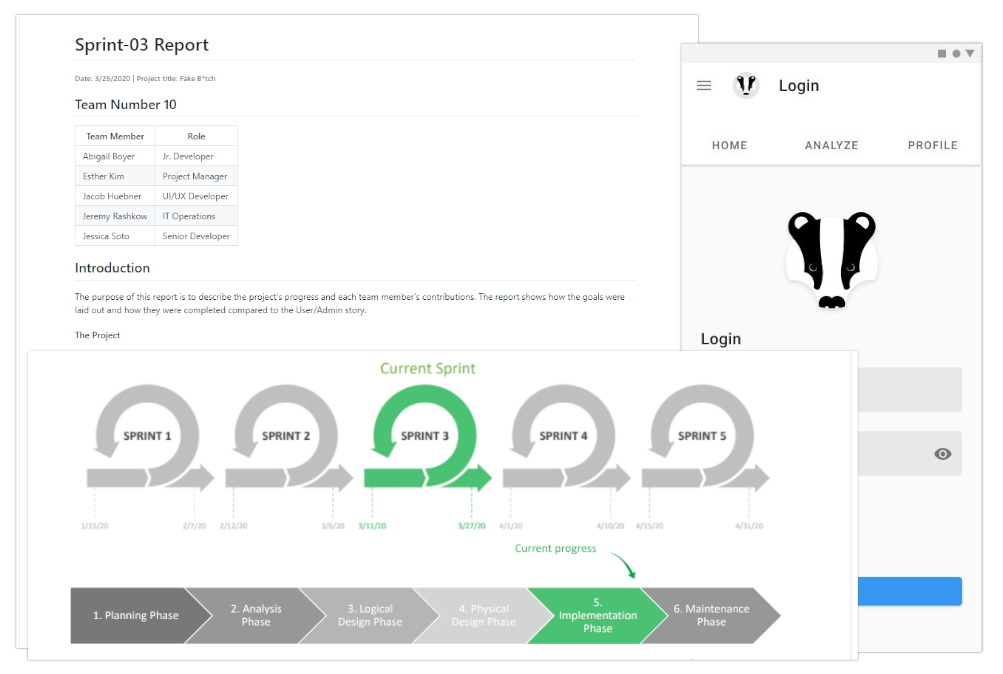 Sprint-03 Report
Date: 3/25/2020 | Project title: Fake B*tch
Team Number 10
Team Member Role
Abigail Boyer Jr. Developer
Esther Kim Project Manager
Jacob Huebner UI/UX Developer
Jeremy Rashkow IT Operations
Jessica Soto Senior Developer
Introduction
The purpose of this report is to describe the project's progress and each team member's contributions. The report shows how the goals were
laid out and how they were completed compared to the User/Admin story.
The Project
Login
HOME ANALYZE PROFILE
Login
Current Sprint
SPRINT 1 SPRINT 2 SPRINT 3 SPRINT 4 SPRINT 5
1/15/20 2/7/20 2/12/20 3/6/20 3/11/20 3/27/20 4/1/20 4/10/20 4/15/20 4/31/20
Current progress
1. Planning Phase
2. Analysis
Phase
3. Logical
Design Phase
4. Physical
Design Phase
5.
Implementation
Phase
6. Maintenance
Phase